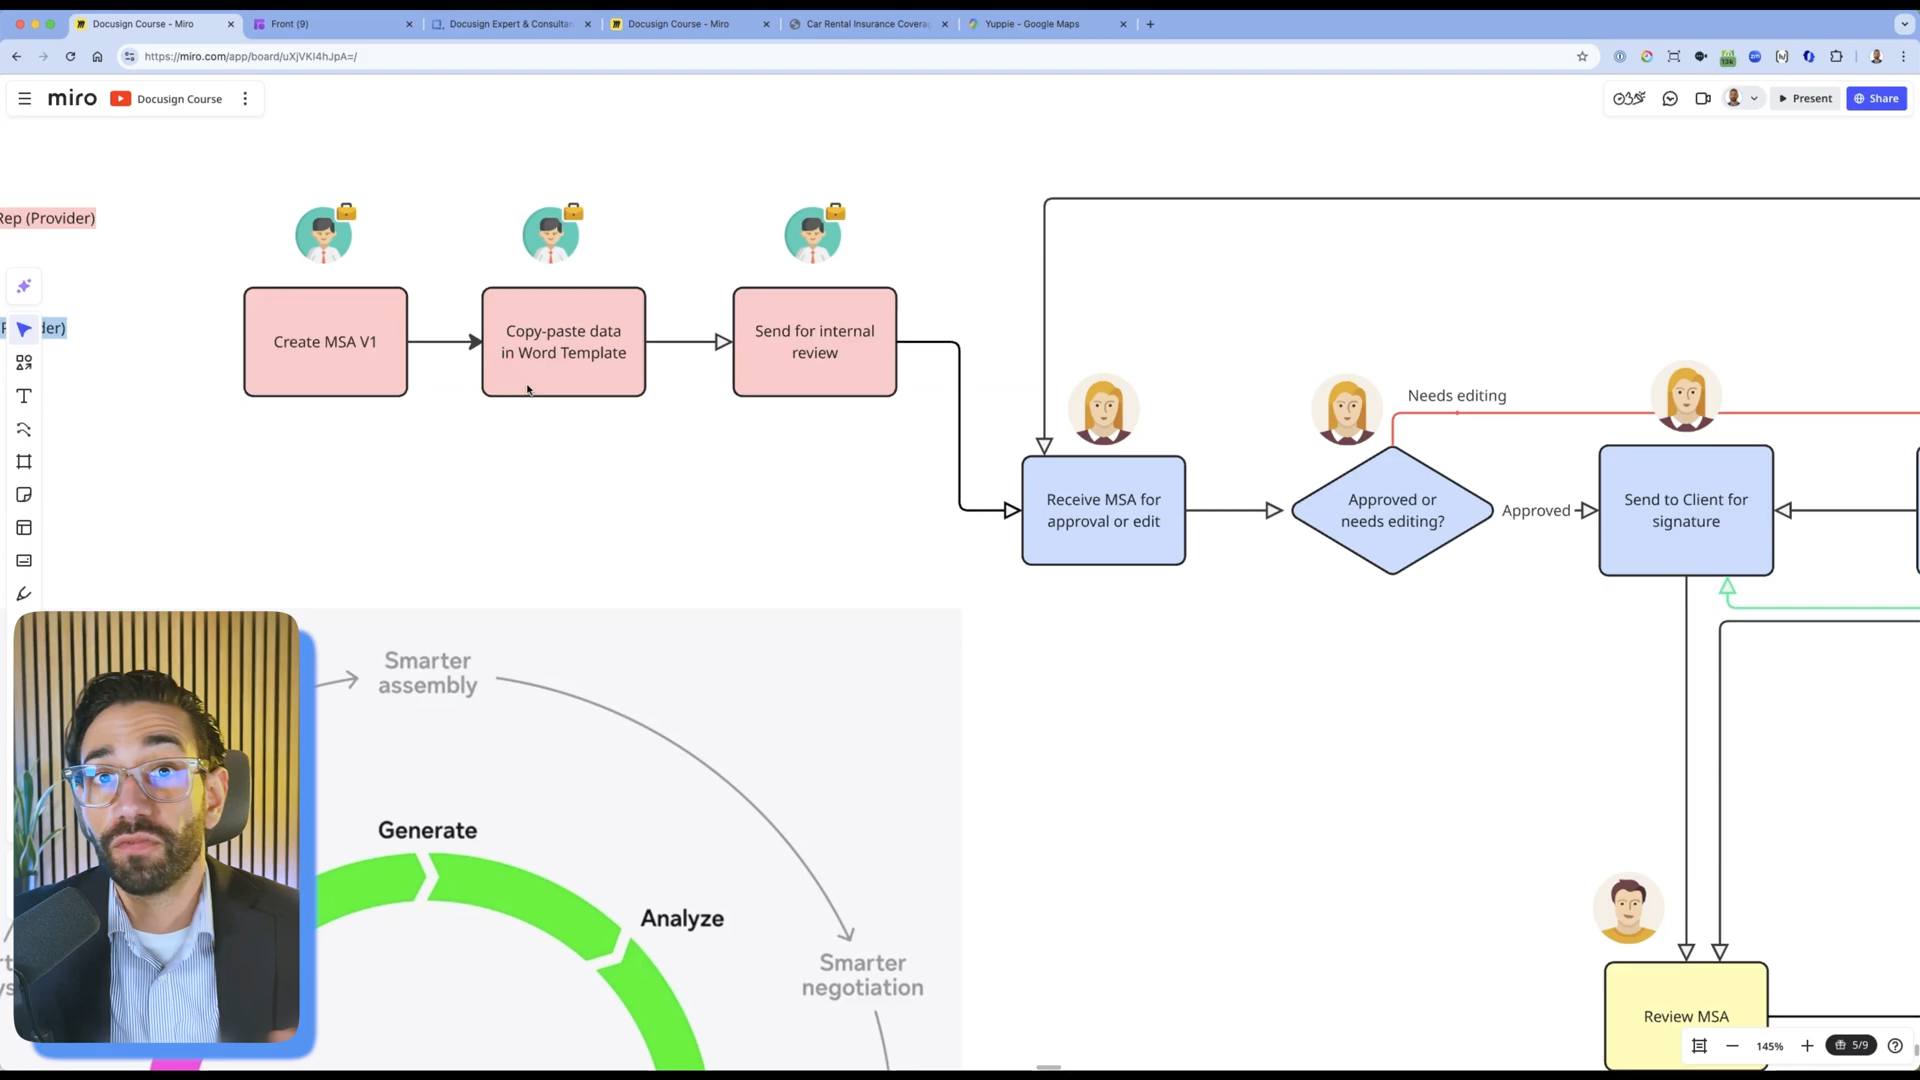 Docusign Course - Miro
Front (9)
Docusign Expert & Consultan
Docusign Course - Miro
Car Rental Insurance Coverag
Yuppie - Google Maps
https://miro.com/app/board/uXjVKI4hJpA=/
13k
zm
miro
Docusign Course
Present
Share
Rep (Provider)
der)
Create MSA V1
Copy-paste data
in Word Template
Send for internal
review
Needs editing
Receive MSA for
approval or edit
Approved or
needs editing?
Approved
Send to Client for
signature
Smarter
assembly
Generate
Analyze
Smarter
negotiation
Review MSA
145%
5/9